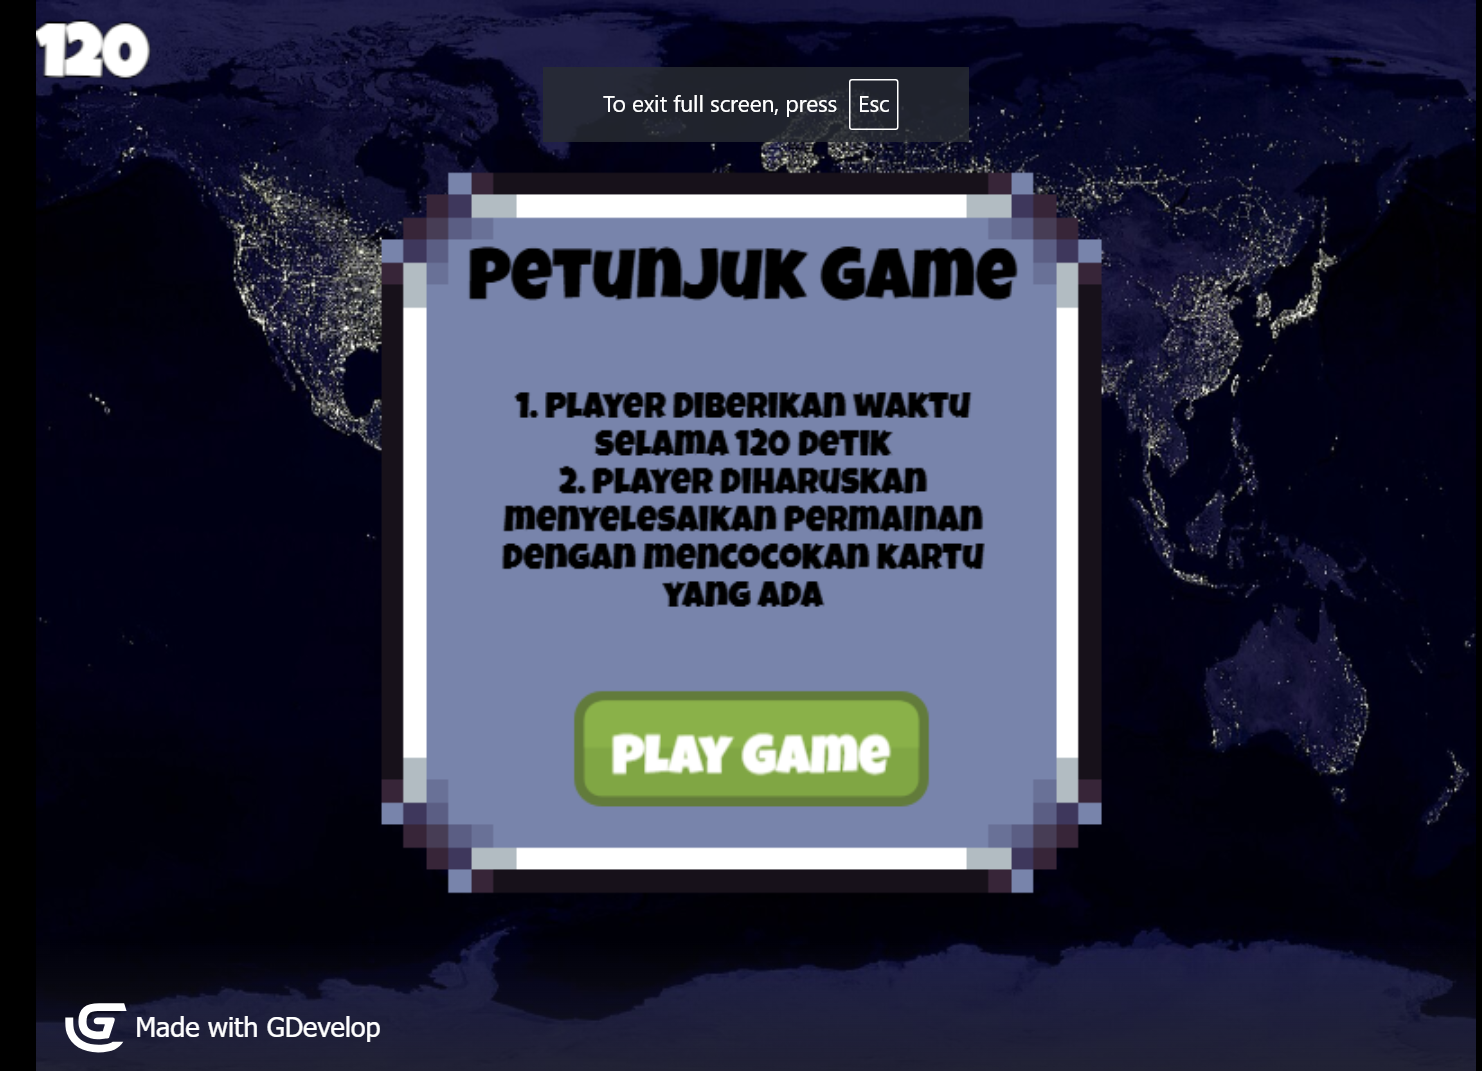 120
To exit full screen, press Esc
PETUNJUK GAME
1. PLAYER DIBERIKAN WAKTU
SELAMA 120 DETIK
2. PLAYER DIHARUSKAN
MENYELESAIKAN PERMAINAN
DENGAN MENCOCOKAN KARTU
YANG ADA
PLAY GAME
Made with GDevelop